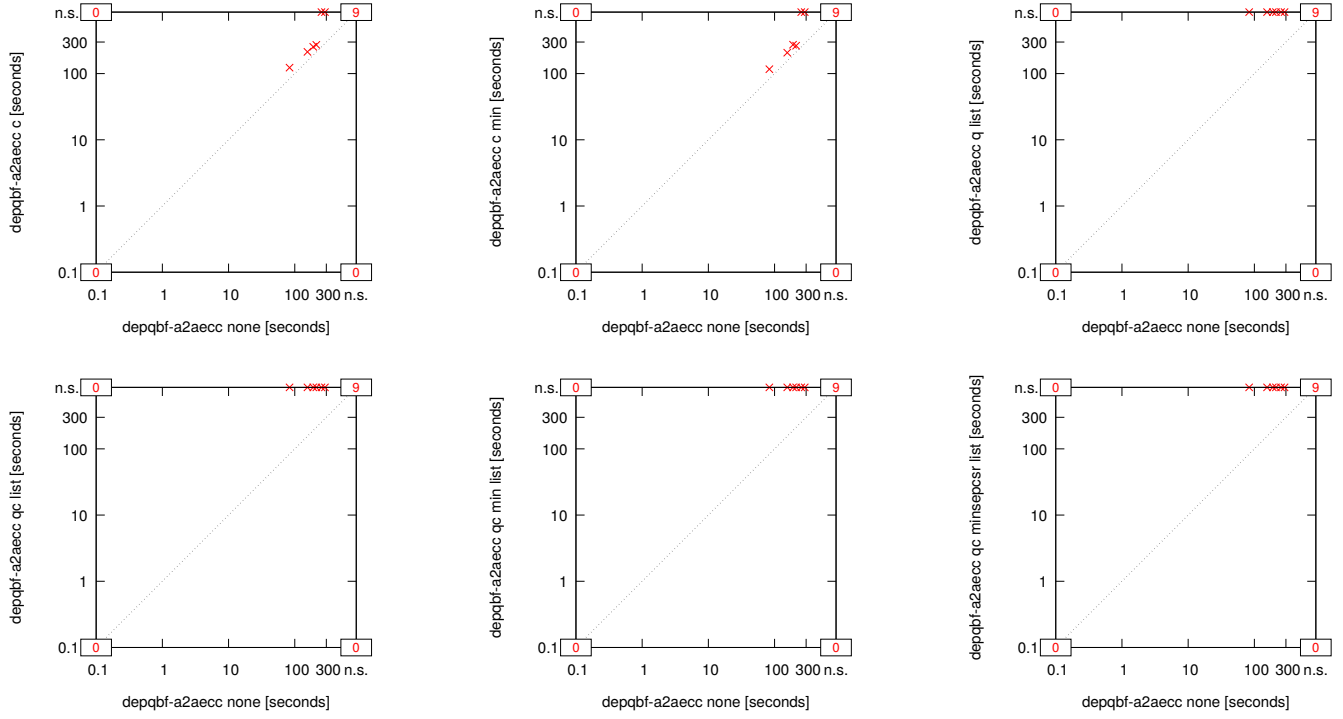 n.s.
0
9
300
100
10
1
0.1
0
0
0.1 1 10 100 300 n.s.
depqbf-a2aecc c [seconds]
depqbf-a2aecc none [seconds]
n.s.
0
9
300
100
10
1
0.1
0
0
0.1 1 10 100 300 n.s.
depqbf-a2aecc c min [seconds]
depqbf-a2aecc none [seconds]
n.s.
0
9
300
100
10
1
0.1
0
0
0.1 1 10 100 300 n.s.
depqbf-a2aecc q list [seconds]
depqbf-a2aecc none [seconds]
n.s.
0
9
300
100
10
1
0.1
0
0
0.1 1 10 100 300 n.s.
depqbf-a2aecc qc list [seconds]
depqbf-a2aecc none [seconds]
n.s.
0
9
300
100
10
1
0.1
0
0
0.1 1 10 100 300 n.s.
depqbf-a2aecc qc min list [seconds]
depqbf-a2aecc none [seconds]
n.s.
0
9
300
100
10
1
0.1
0
0
0.1 1 10 100 300 n.s.
depqbf-a2aecc qc minsepcsr list [seconds]
depqbf-a2aecc none [seconds]